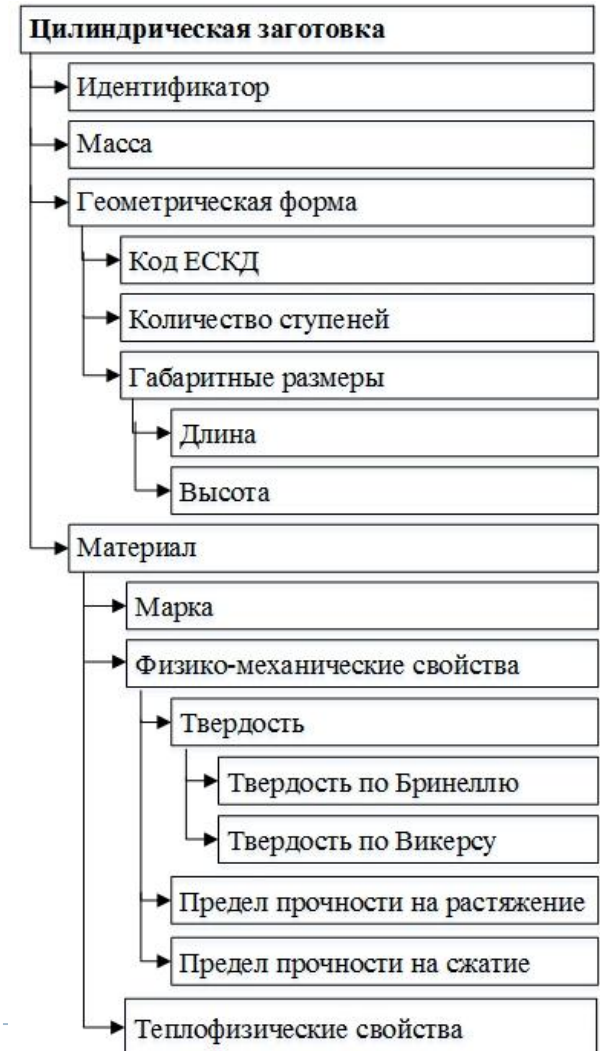 Цилиндрическая заготовка
Идентификатор
Масса
Геометрическая форма
Код ЕСКД
Количество ступеней
Габаритные размеры
Длина
Высота
Материал
Марка
Физико-механические свойства
Твердость
Твердость по Бринеллю
Твердость по Викерсу
Предел прочности на растяжение
Предел прочности на сжатие
Теплофизические свойства